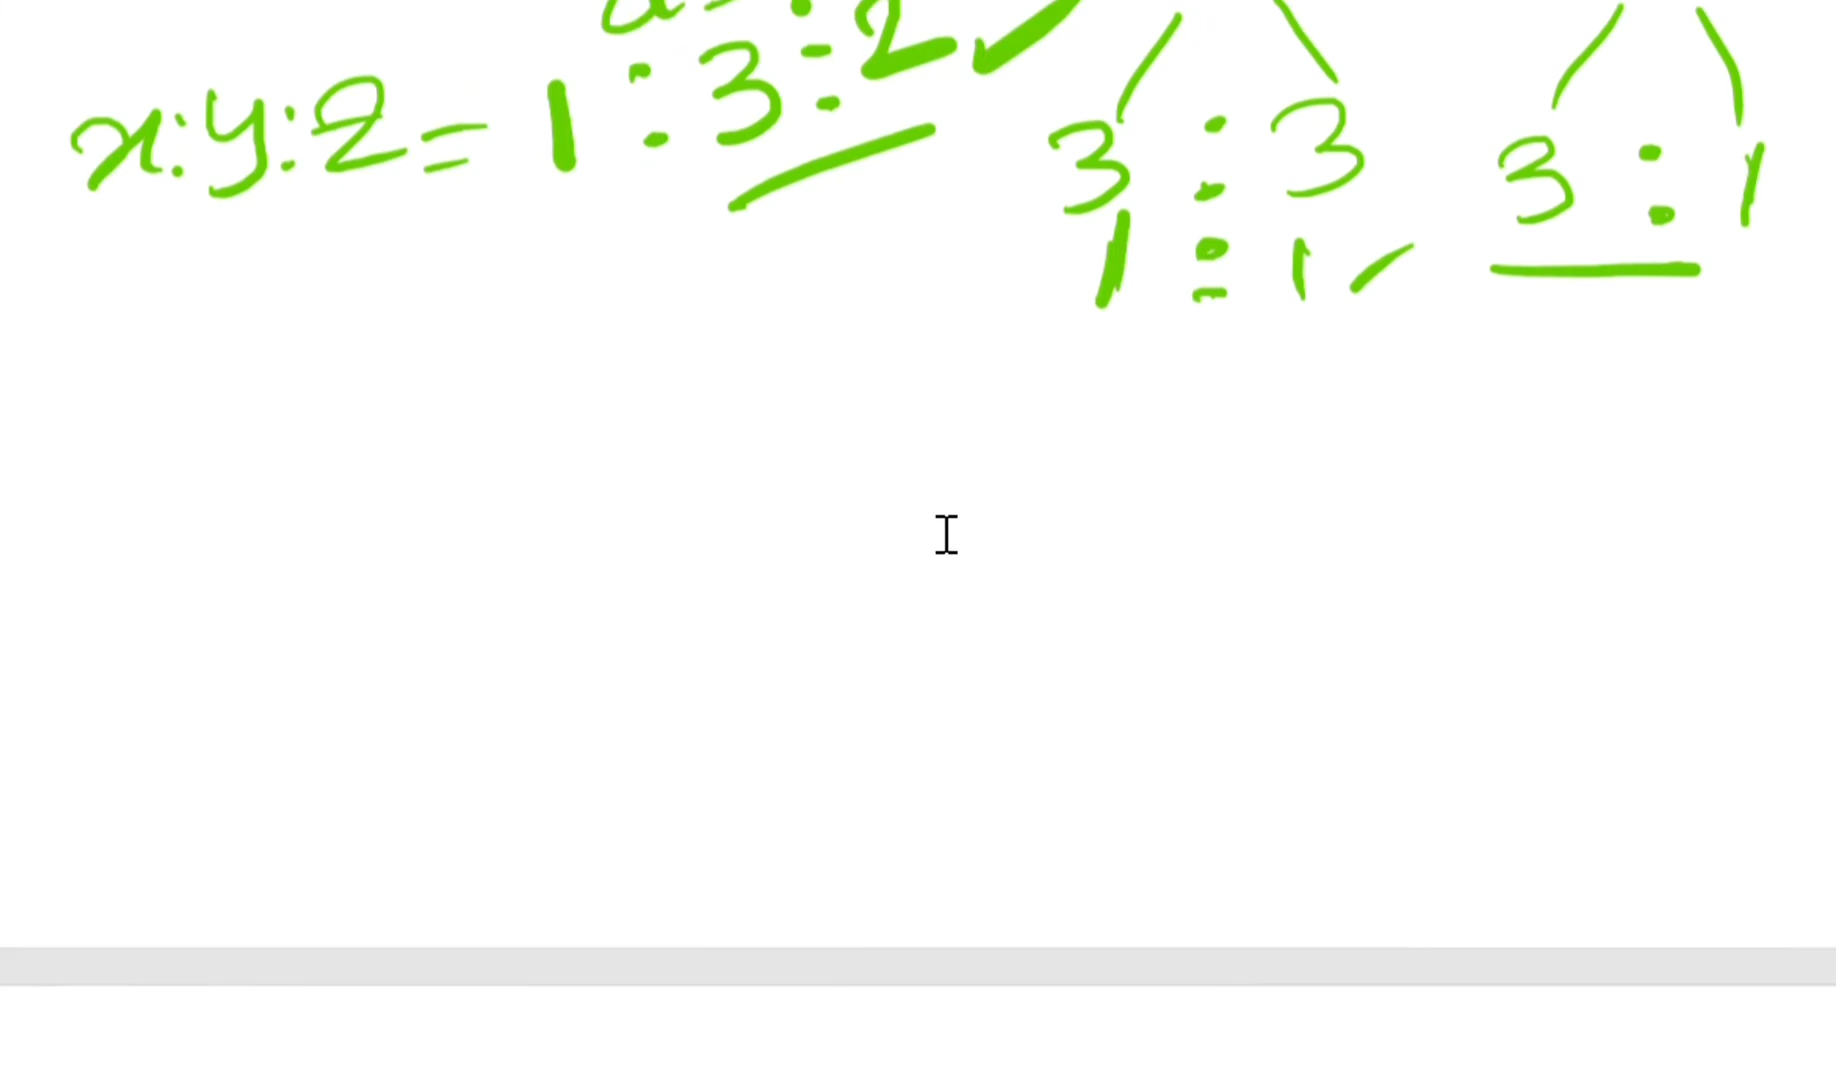 x:y:z = 1 : 3 : 2
3 : 3
1 : 1
3 : 1